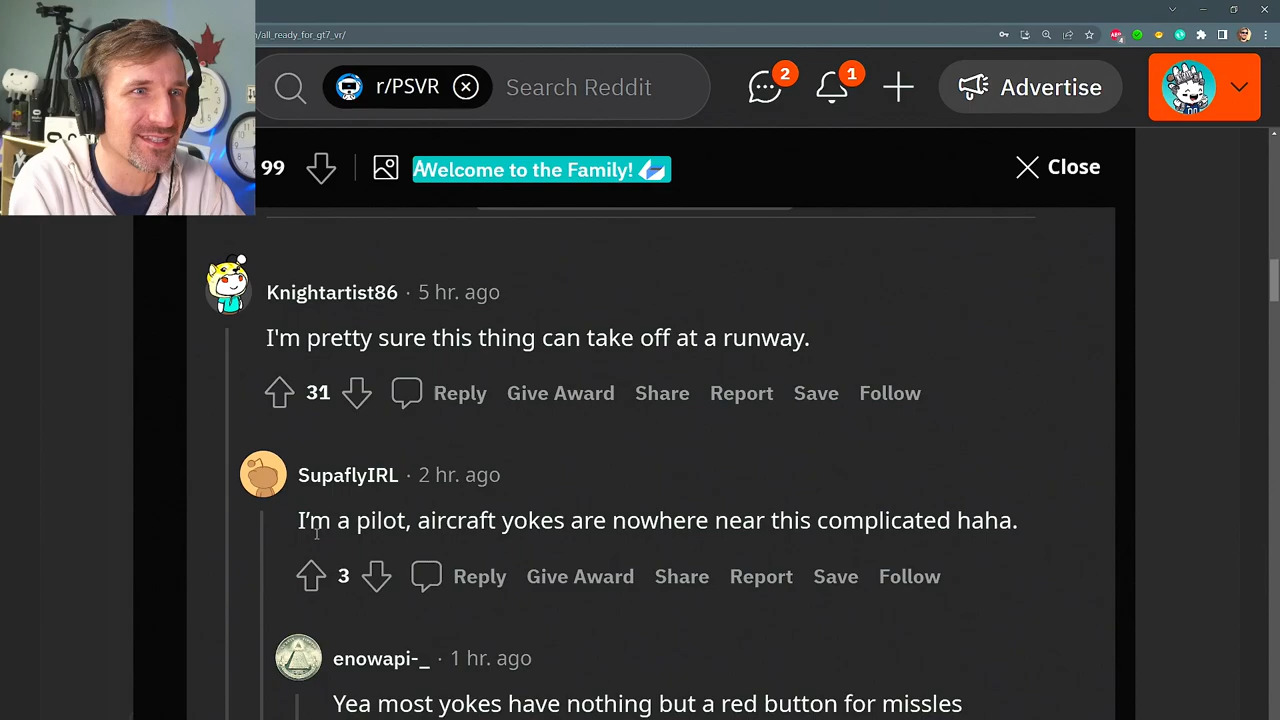 n/all_ready_for_gt7_vr/
r/PSVR
Search Reddit
2
1
Advertise
99
AWelcome to the Family!
Close
Knightartist86 · 5 hr. ago
I'm pretty sure this thing can take off at a runway.
31 Reply Give Award Share Report Save Follow
SupaflyIRL · 2 hr. ago
I'm a pilot, aircraft yokes are nowhere near this complicated haha.
3 Reply Give Award Share Report Save Follow
enowapi-_ · 1 hr. ago
Yea most yokes have nothing but a red button for missles